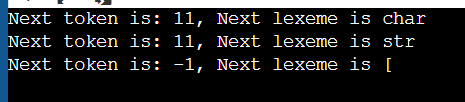 Next token is: 11, Next lexeme is char
Next token is: 11, Next lexeme is str
Next token is: -1, Next lexeme is [